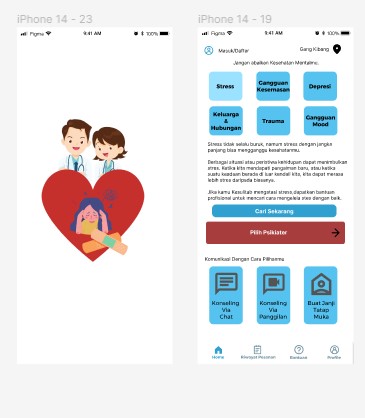 iPhone 14 - 23
iPhone 14 - 19
Figma
9:41 AM
100%
Figma
9:41 AM
100%
Masuk/Daftar
Gang Kibang
Jangan abaikan Kesehatan Mentalmu.
Stress
Gangguan
Kecemasan
Depresi
Keluarga
&
Hubungan
Trauma
Gangguan
Mood
Stress tidak selalu buruk, namun stress dengan jangka
panjang bisa mengganggu kesehatanmu.
Berbagai situasi atau peristiwa kehidupan dapat menimbulkan
stres. Ketika kita mendapati pengalaman baru, atau ketika
suatu keadaan berada di luar kendali kita, kita dapat merasa
lebih stres daripada biasanya.
Jika kamu Kesulitan mengatasi stress,dapatkan bantuan
profesional untuk mencari cara mengelola stes dengan baik.
Cari Sekarang
Pilih Psikiater
Komunikasi Dengan Cara Pilihanmu
Konseling
Via
Chat
Konseling
Via
Panggilan
Buat Janji
Tatap
Muka
Home
Riwayat Pesanan
Bantuan
Profile